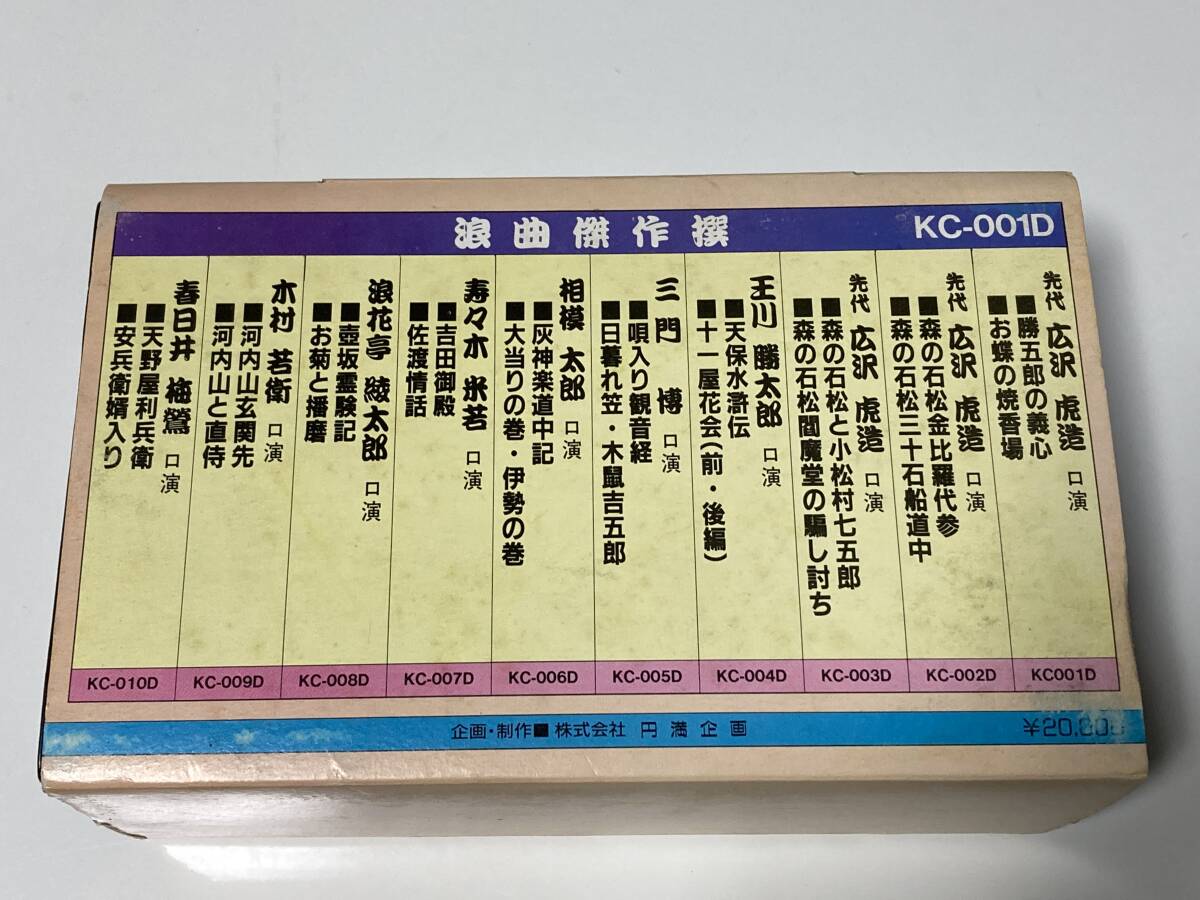 浪曲傑作撰
KC-001D
先代 広沢 虎造 口演
■勝五郎の義心
■お蝶の焼香場
KC001D
先代 広沢 虎造 口演
■森の石松金比羅代参
■森の石松三十石船道中
KC-002D
先代 広沢 虎造 口演
■森の石松と小松村七五郎
■森の石松閻魔堂の騙し討ち
KC-003D
玉川 勝太郎 口演
■天保水滸伝
■十一屋花会(前・後編)
KC-004D
三門 博 口演
■唄入り観音経
■日暮れ笠・木鼠吉五郎
KC-005D
相模 太郎 口演
■灰神楽道中記
■大当りの巻・伊勢の巻
KC-006D
寿々木 米若 口演
■吉田御殿
■佐渡情話
KC-007D
浪花亭 綾太郎 口演
■壺坂霊験記
■お菊と播磨
KC-008D
木村 若衛 口演
■河内山玄関先
■河内山と直侍
KC-009D
春日井 梅鶯 口演
■天野屋利兵衛
■安兵衛婿入り
KC-010D
企画・制作■株式会社 円満企画
¥20,800